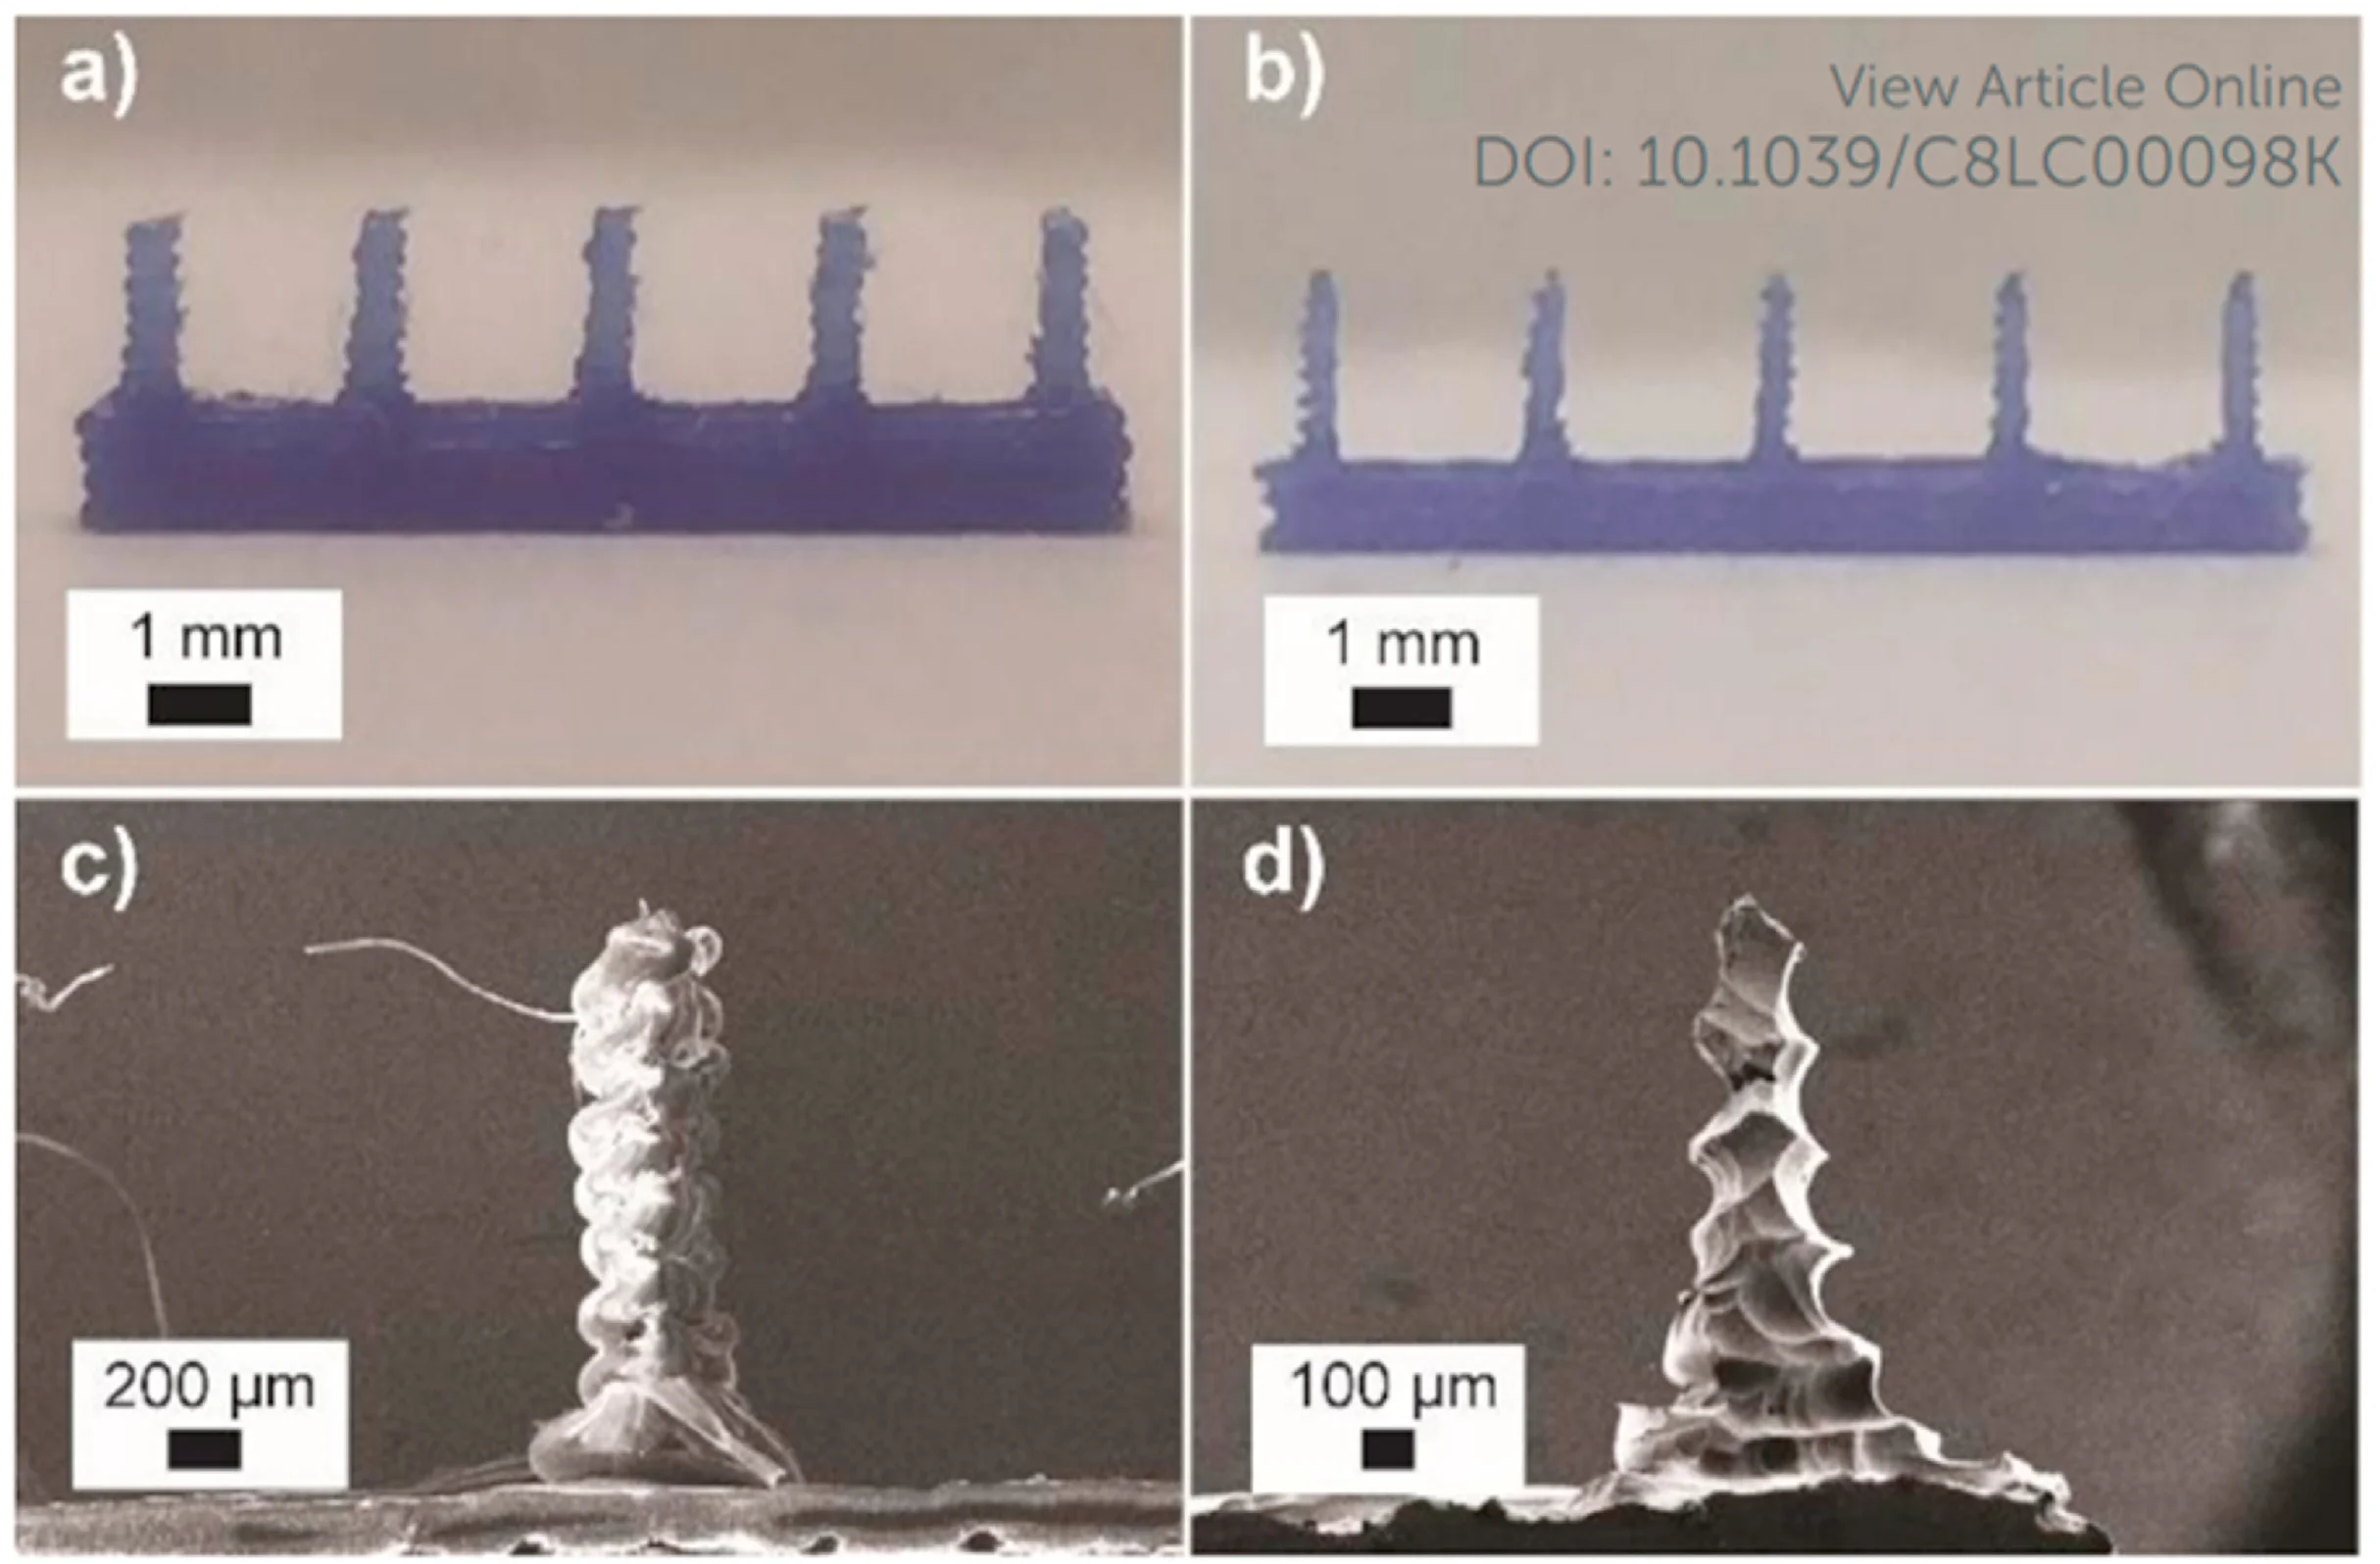 a)
b)
View Article Online
DOI: 10.1039/C8LC00098K
1 mm
1 mm
c)
d)
200 µm
100 µm